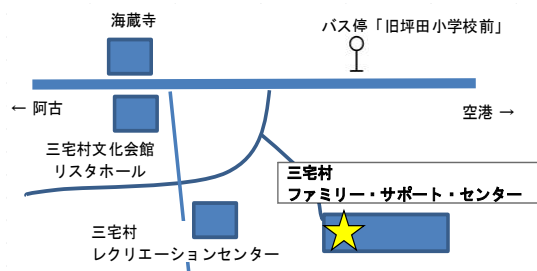 海蔵寺
バス停「旧坪田小学校前」
← 阿古
空港 →
三宅村文化会館
リスタホール
三宅村
ファミリー・サポート・センター
三宅村
レクリエーションセンター